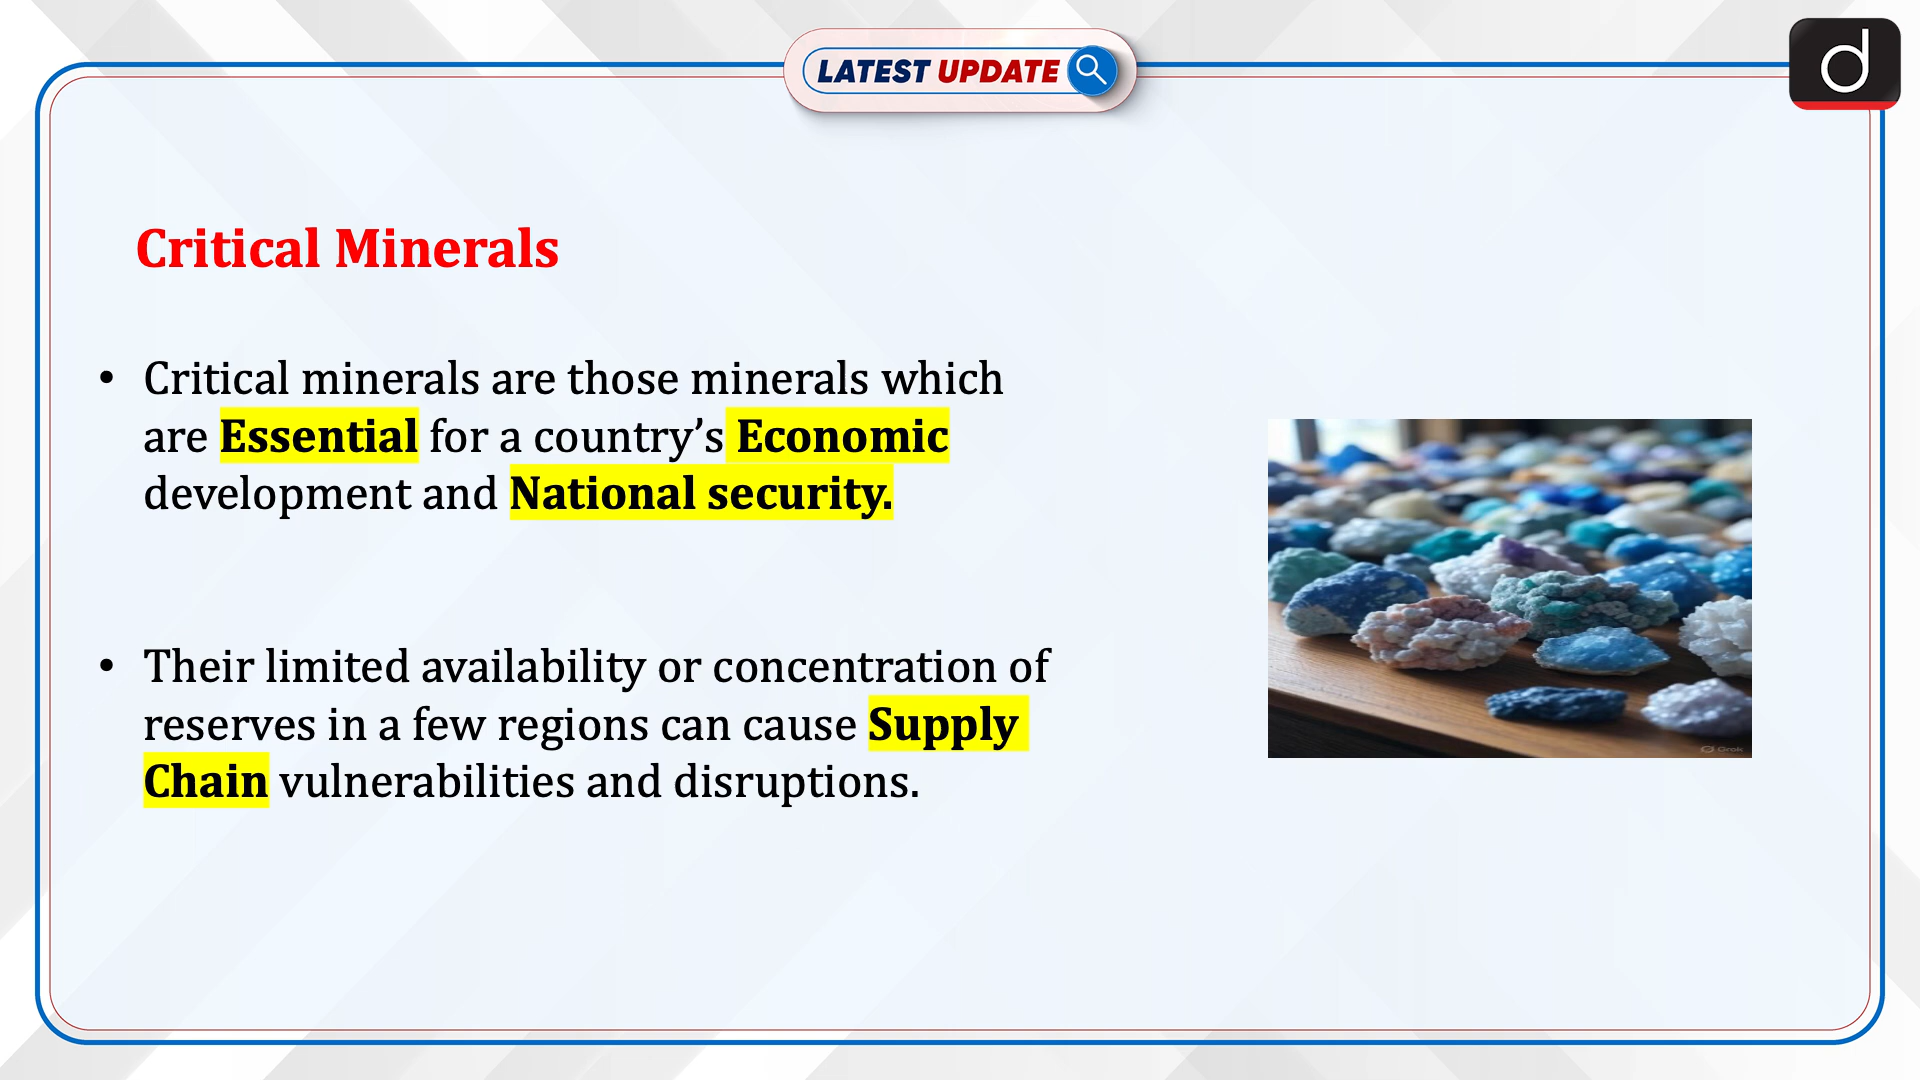 LATEST UPDATE
d
Critical Minerals
• Critical minerals are those minerals which
are Essential for a country’s Economic
development and National security.
• Their limited availability or concentration of
reserves in a few regions can cause Supply
Chain vulnerabilities and disruptions.
Grok